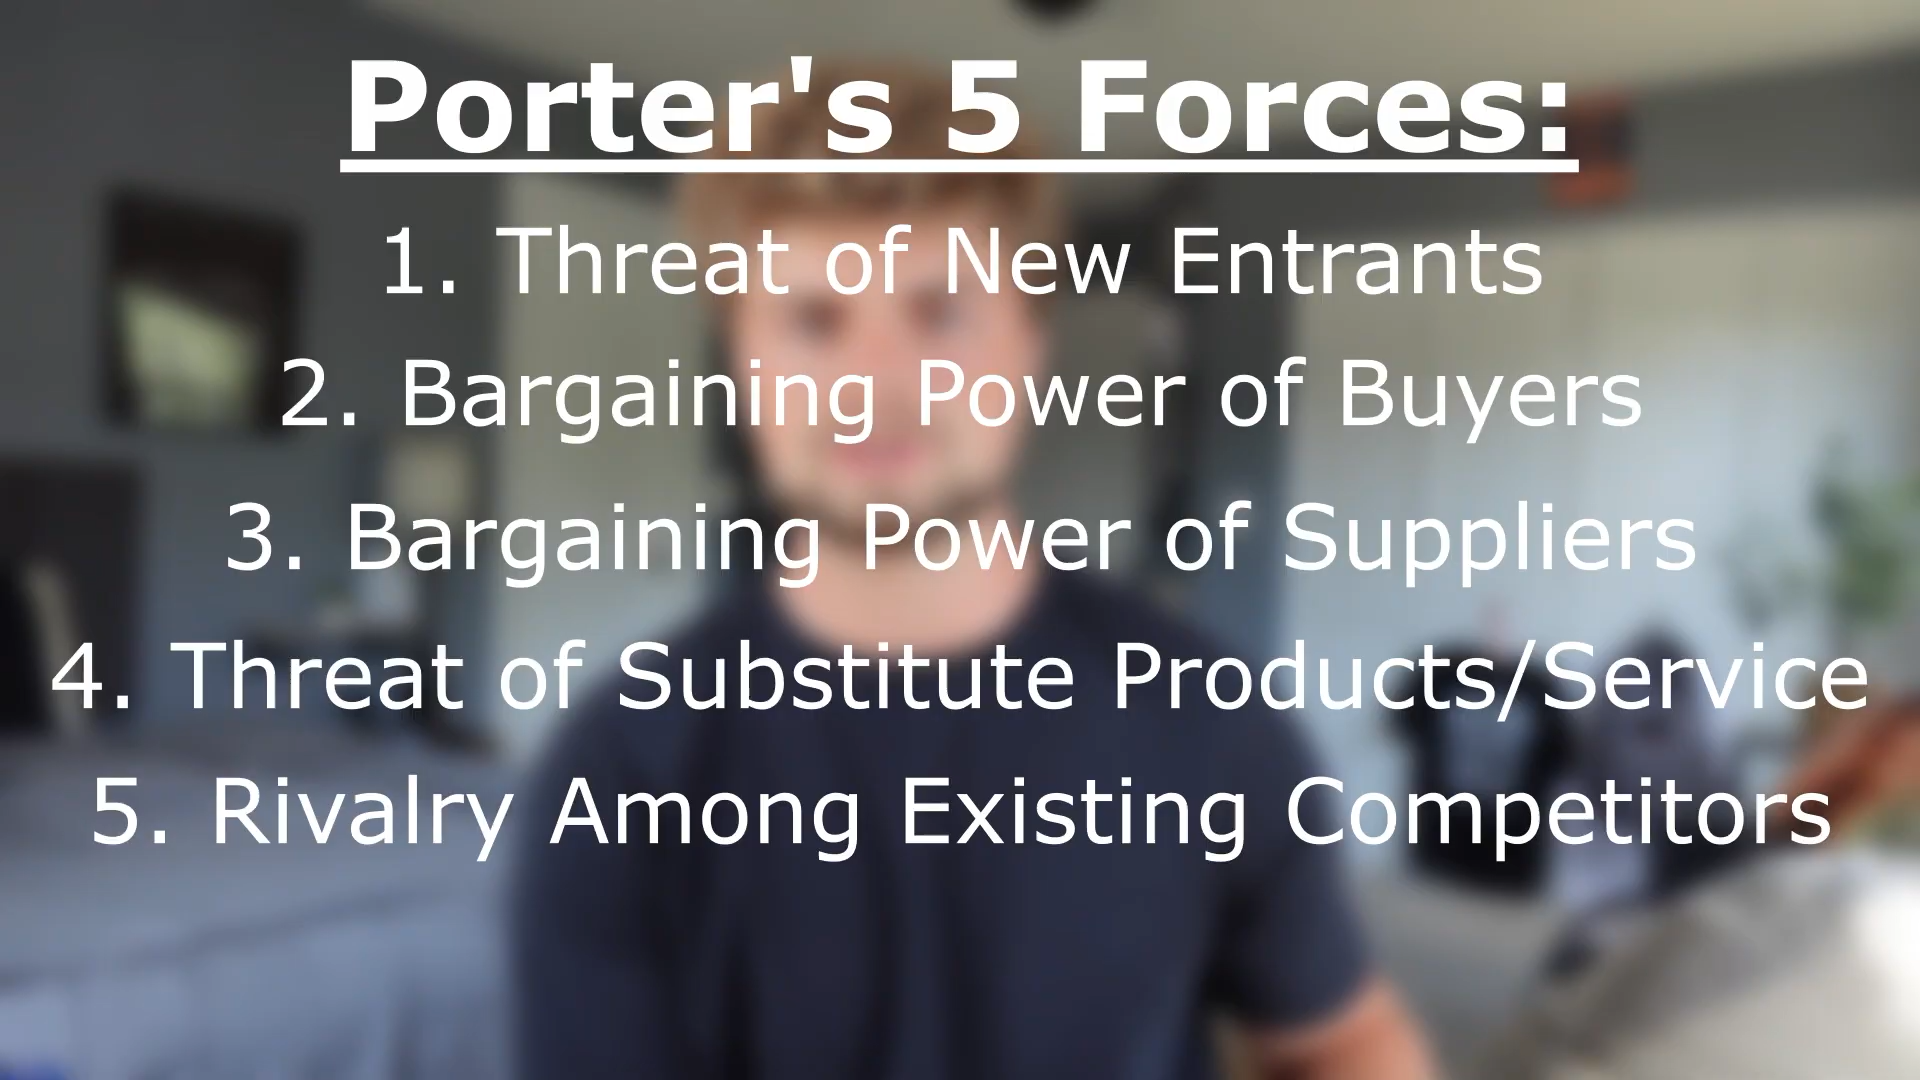 Porter's 5 Forces:
1. Threat of New Entrants
2. Bargaining Power of Buyers
3. Bargaining Power of Suppliers
4. Threat of Substitute Products/Service
5. Rivalry Among Existing Competitors